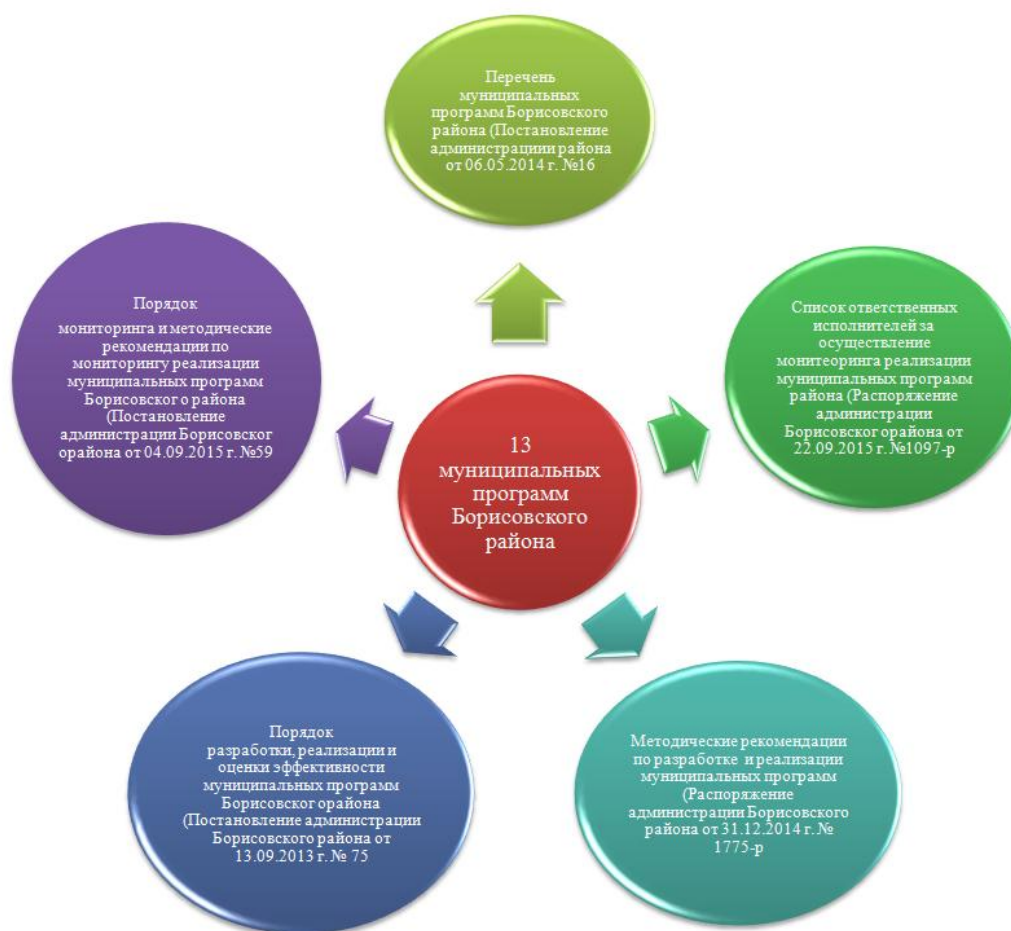 Перечень
муниципальных
программ Борисовского
района (Постановление
администрациии района
от 06.05.2014 г. №16
Порядок
мониторинга и методические
рекомендации по
мониторингу реализации
муниципальных программ
Борисовског о района
(Постановление
администрации Борисовског
орайона от 04.09.2015 г. №59
Список ответственных
исполнителей за
осуществление
монитеоринга реализации
муниципальных программ
района (Распоряжение
администрации
Борисовског орайона от
22.09.2015 г. №1097-р
13
муниципальных
программ
Борисовского
района
Порядок
разработки, реализации и
оценки эффективности
муниципальных программ
Борисовског орайона
(Постановление администрации
Борисовского района от
13.09.2013 г. № 75
Методические рекомендации
по разработке и реализации
муниципальных программ
(Распоряжение
администрации Борисовского
района от 31.12.2014 г. №
1775-р